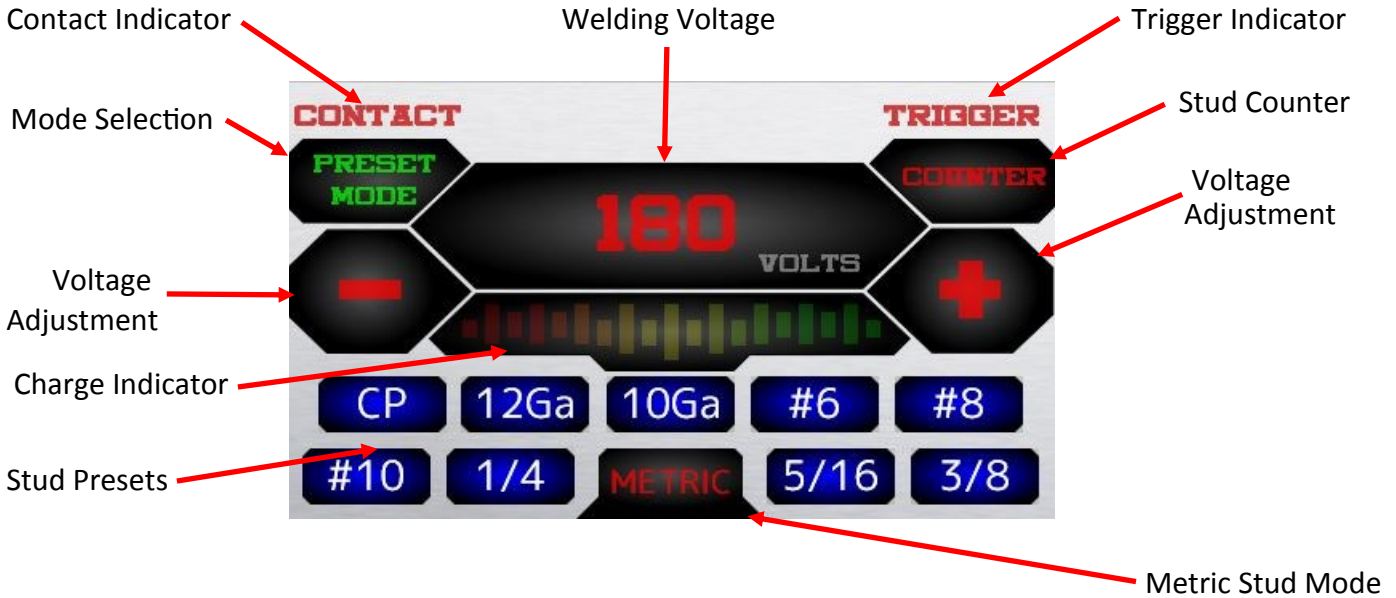 Contact Indicator
Welding Voltage
Trigger Indicator
Mode Selection
CONTACT
TRIGGER
Stud Counter
PRESET
MODE
COUNTER
180
VOLTS
Voltage
Adjustment
Voltage
Adjustment
Charge Indicator
CP
12Ga
10Ga
#6
#8
Stud Presets
#10
1/4
METRIC
5/16
3/8
Metric Stud Mode